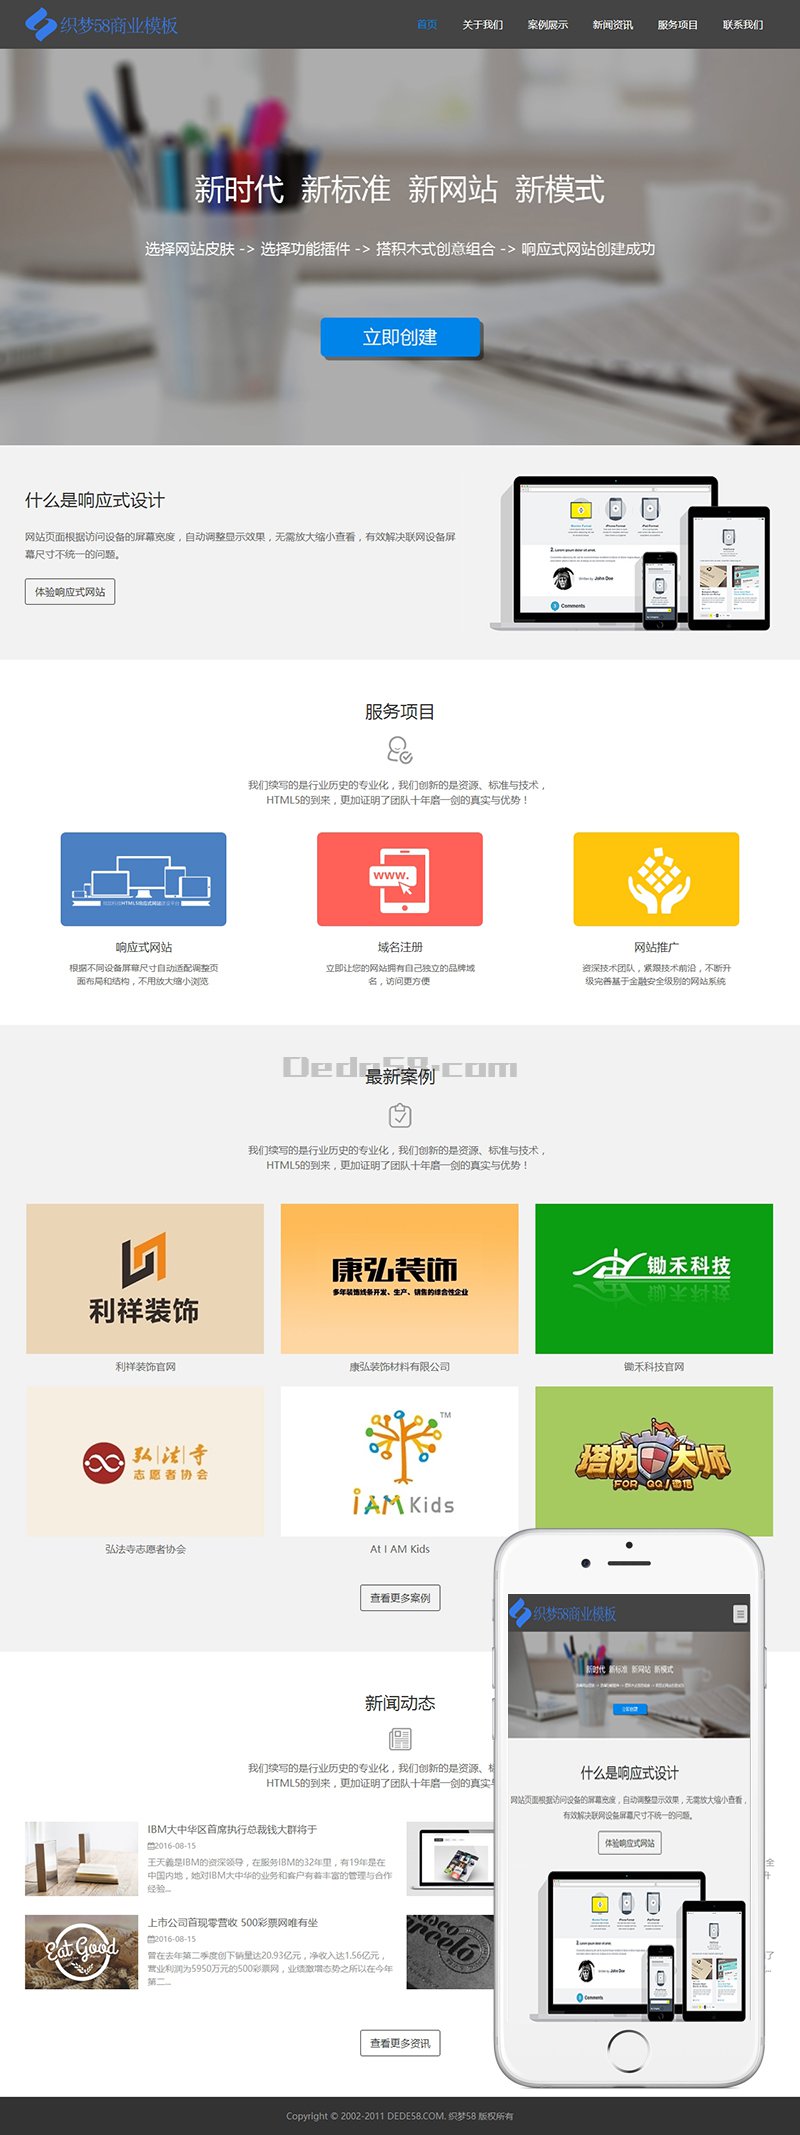 织梦58商业模板
首页 关于我们 案例展示 新闻资讯 服务项目 联系我们
新时代 新标准 新网站 新模式
选择网站皮肤 -> 选择功能插件 -> 搭积木式创意组合 -> 响应式网站创建成功
立即创建
什么是响应式设计
网站页面根据访问设备的屏幕宽度，自动调整显示效果，无需放大缩小查看，有效解决联网设备屏
幕尺寸不统一的问题。
体验响应式网站
2. Lorem ipsum dolor sit amet.
Written by John Doe
3 Comments
服务项目
我们续写的是行业历史的专业化，我们创新的是资源、标准与技术，
HTML5的到来，更加证明了团队十年磨一剑的真实与优势！
www.
响应式网站
根据不同设备屏幕尺寸自动适配调整页
面布局和结构，不用放大缩小浏览
域名注册
立即让您的网站拥有自己独立的品牌域
名，访问更方便
网站推广
资深技术团队，紧跟技术前沿，不断升
级完善基于金融安全级别的网站系统
Dede58.com
最新案例
我们续写的是行业历史的专业化，我们创新的是资源、标准与技术，
HTML5的到来，更加证明了团队十年磨一剑的真实与优势！
利祥装饰
利祥装饰官网
康弘装饰
多年装饰线条开发、生产、销售的综合性企业
康弘装饰材料有限公司
锄禾科技
锄禾科技官网
弘法寺
志愿者协会
弘法寺志愿者协会
TM
I AM Kids
At I AM Kids
塔防大师
FOR QQ/微信
查看更多案例
新闻动态
我们续写的是行业历史的专业化，我们创新的是资源、标
HTML5的到来，更加证明了团队十年磨一剑的真实与
IBM大中华区首席执行总裁钱大群将于
2016-08-15
王天義是IBM的资深领导，在服务IBM的32年里，有19年是在
中国内地，她对IBM大中华的业务和客户有着丰富的管理与合作
经验...
Eat Good
上市公司首现零营收 500彩票网唯有坐
2016-08-15
曾在去年第二季度创下销量达20.93亿元，净收入达1.56亿元，
营业利润为5950万元的500彩票网，业绩激增态势之所以在今年
第二...
查看更多资讯
织梦58商业模板
新时代 新标准 新网站 新模式
立即创建
什么是响应式设计
网站页面根据访问设备的屏幕宽度，自动调整显示效果，无需放大缩小查看，
有效解决联网设备屏幕尺寸不统一的问题。
体验响应式网站
Written by John Doe
3 Comments
Copyright © 2002-2011 DEDE58.COM. 织梦58 版权所有